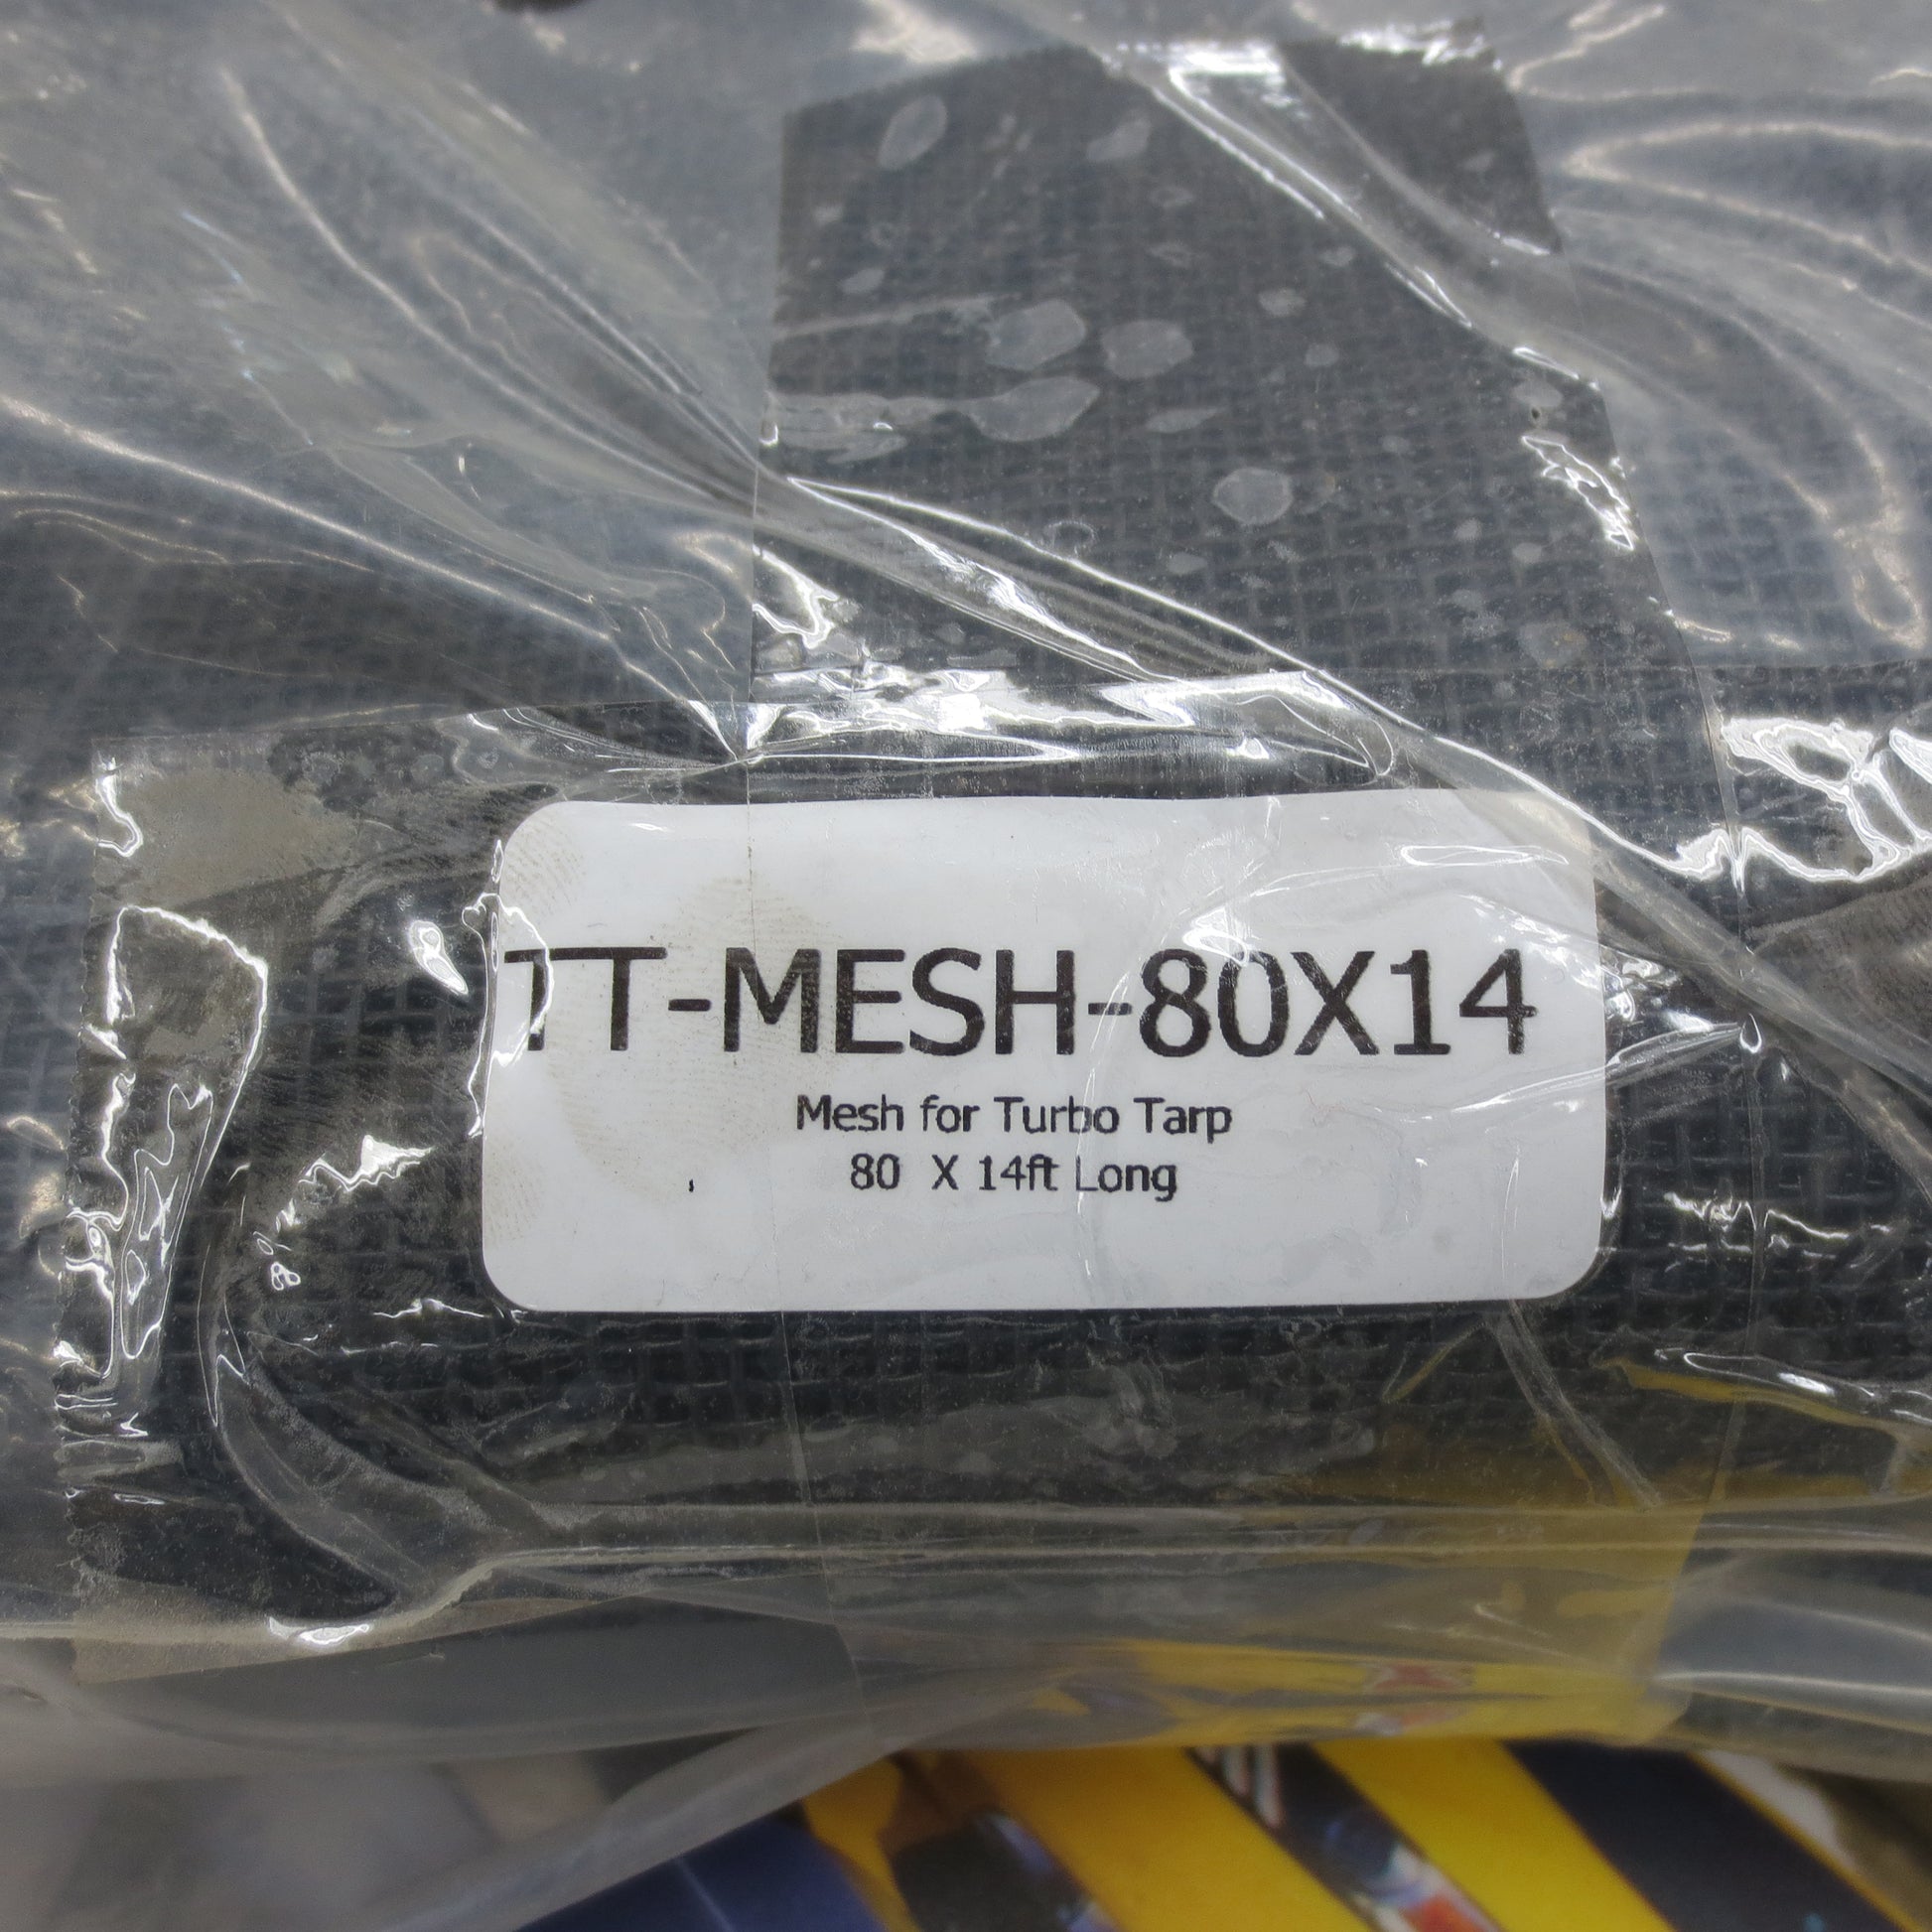 TT-MESH-80X14
Mesh for Turbo Tarp
80 X 14ft Long